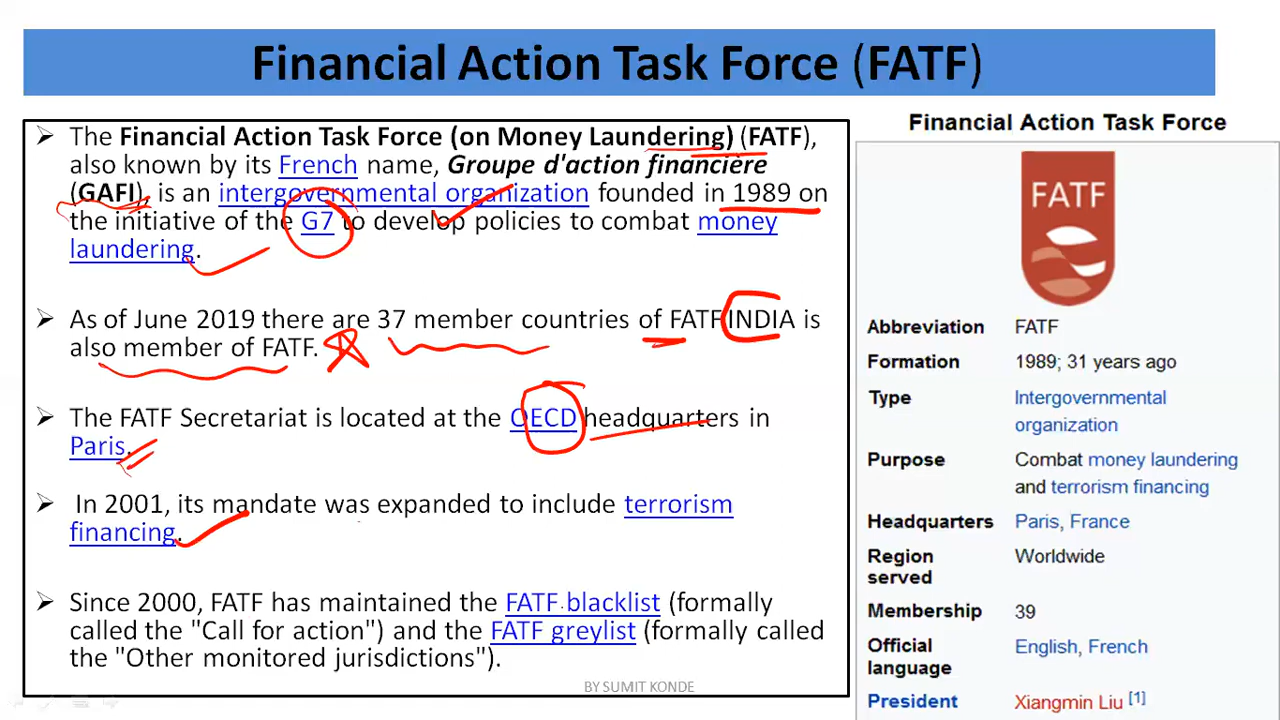 Financial Action Task Force (FATF)
➢ The Financial Action Task Force (on Money Laundering) (FATF),
also known by its French name, Groupe d'action financière
(GAFI), is an intergovernmental organization founded in 1989 on
the initiative of the G7 to develop policies to combat money
laundering.
➢ As of June 2019 there are 37 member countries of FATF INDIA is
also member of FATF.
➢ The FATF Secretariat is located at the OECD headquarters in
Paris.
➢ In 2001, its mandate was expanded to include terrorism
financing.
➢ Since 2000, FATF has maintained the FATF blacklist (formally
called the "Call for action") and the FATF greylist (formally called
the "Other monitored jurisdictions").
BY SUMIT KONDE
Financial Action Task Force
FATF
Abbreviation FATF
Formation 1989; 31 years ago
Type Intergovernmental
organization
Purpose Combat money laundering
and terrorism financing
Headquarters Paris, France
Region Worldwide
served
Membership 39
Official English, French
language
President Xiangmin Liu [1]